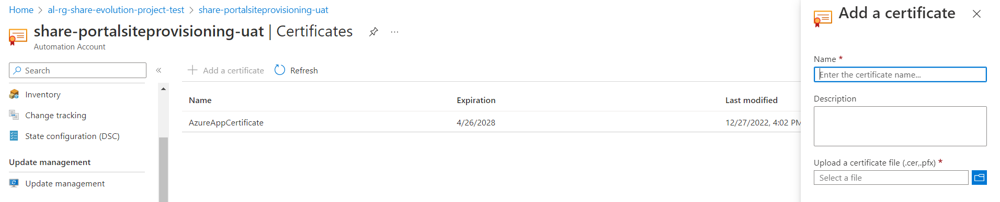 Home > al-rg-share-evolution-project-test > share-portalsiteprovisioning-uat
share-portalsiteprovisioning-uat | Certificates
Automation Account
Search
Inventory
Change tracking
State configuration (DSC)
Update management
Update management
Add a certificate
Refresh
Name Expiration Last modified
AzureAppCertificate 4/26/2028 12/27/2022, 4:02 PM
Add a certificate
Name *
Enter the certificate name...
Description
Upload a certificate file (.cer,.pfx) *
Select a file